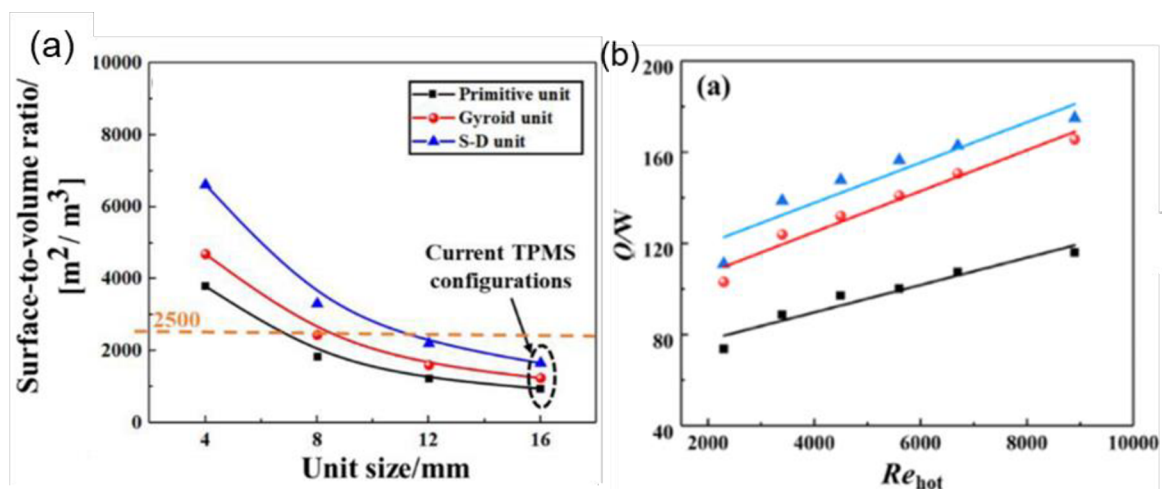 (a)
10000
8000
6000
4000
2000
0
Surface-to-volume ratio/
[m²/ m³]
Primitive unit
Gyroid unit
S-D unit
Current TPMS
configurations
2500
4 8 12 16
Unit size/mm
(b)
200
160
120
80
40
Q/W
(a)
2000 4000 6000 8000 10000
Re_hot